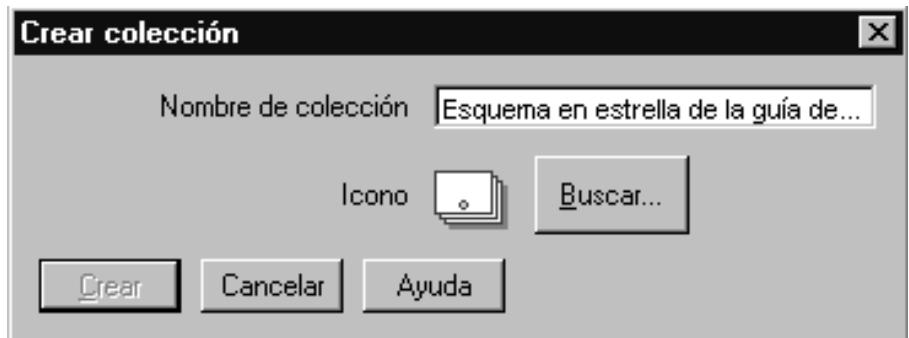 Crear colección
Nombre de colección Esquema en estrella de la guía de...
Icono Buscar...
Crear Cancelar Ayuda